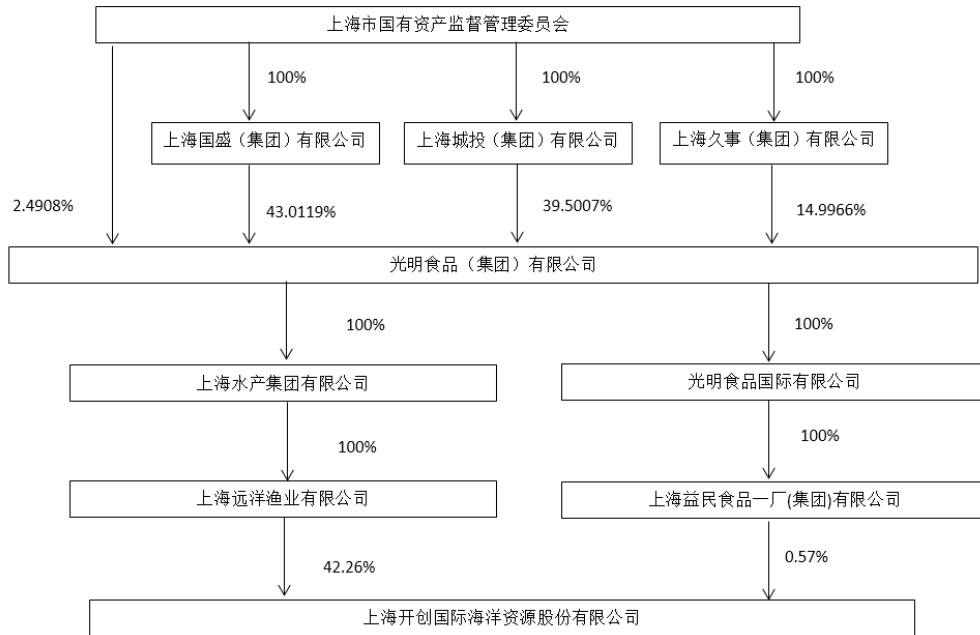 上海市国有资产监督管理委员会
100%
100%
100%
上海国盛（集团）有限公司
上海城投（集团）有限公司
上海久事（集团）有限公司
2.4908%
43.0119%
39.5007%
14.9966%
光明食品（集团）有限公司
100%
100%
上海水产集团有限公司
光明食品国际有限公司
100%
100%
上海远洋渔业有限公司
上海益民食品一厂(集团)有限公司
42.26%
0.57%
上海开创国际海洋资源股份有限公司